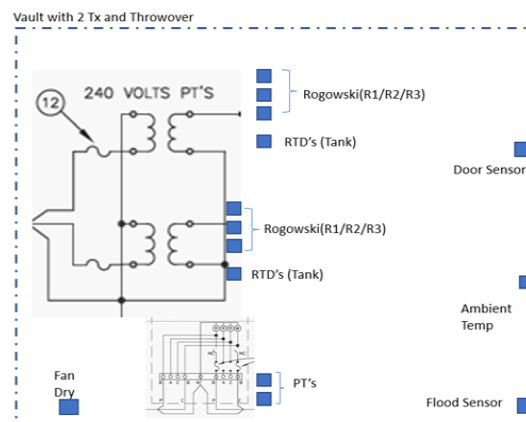 Vault with 2 Tx and Throwover
240 VOLTS PT'S
12
Rogowski(R1/R2/R3)
RTD's (Tank)
Door Sensor
Rogowski(R1/R2/R3)
RTD's (Tank)
Ambient
Temp
PT's
Fan
Dry
Flood Sensor